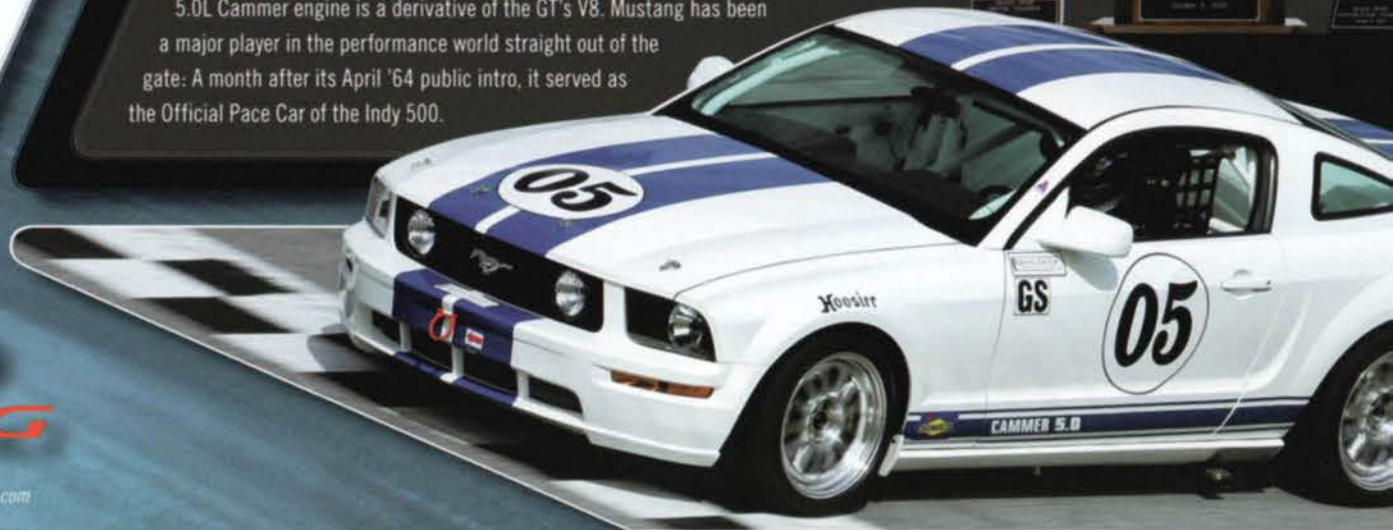 5.0L Cammer engine is a derivative of the GT's V8. Mustang has been
a major player in the performance world straight out of the
gate: A month after its April '64 public intro, it served as
the Official Pace Car of the Indy 500.
05
Hoosier
GS
05
CAMMER 5.0
G
.com